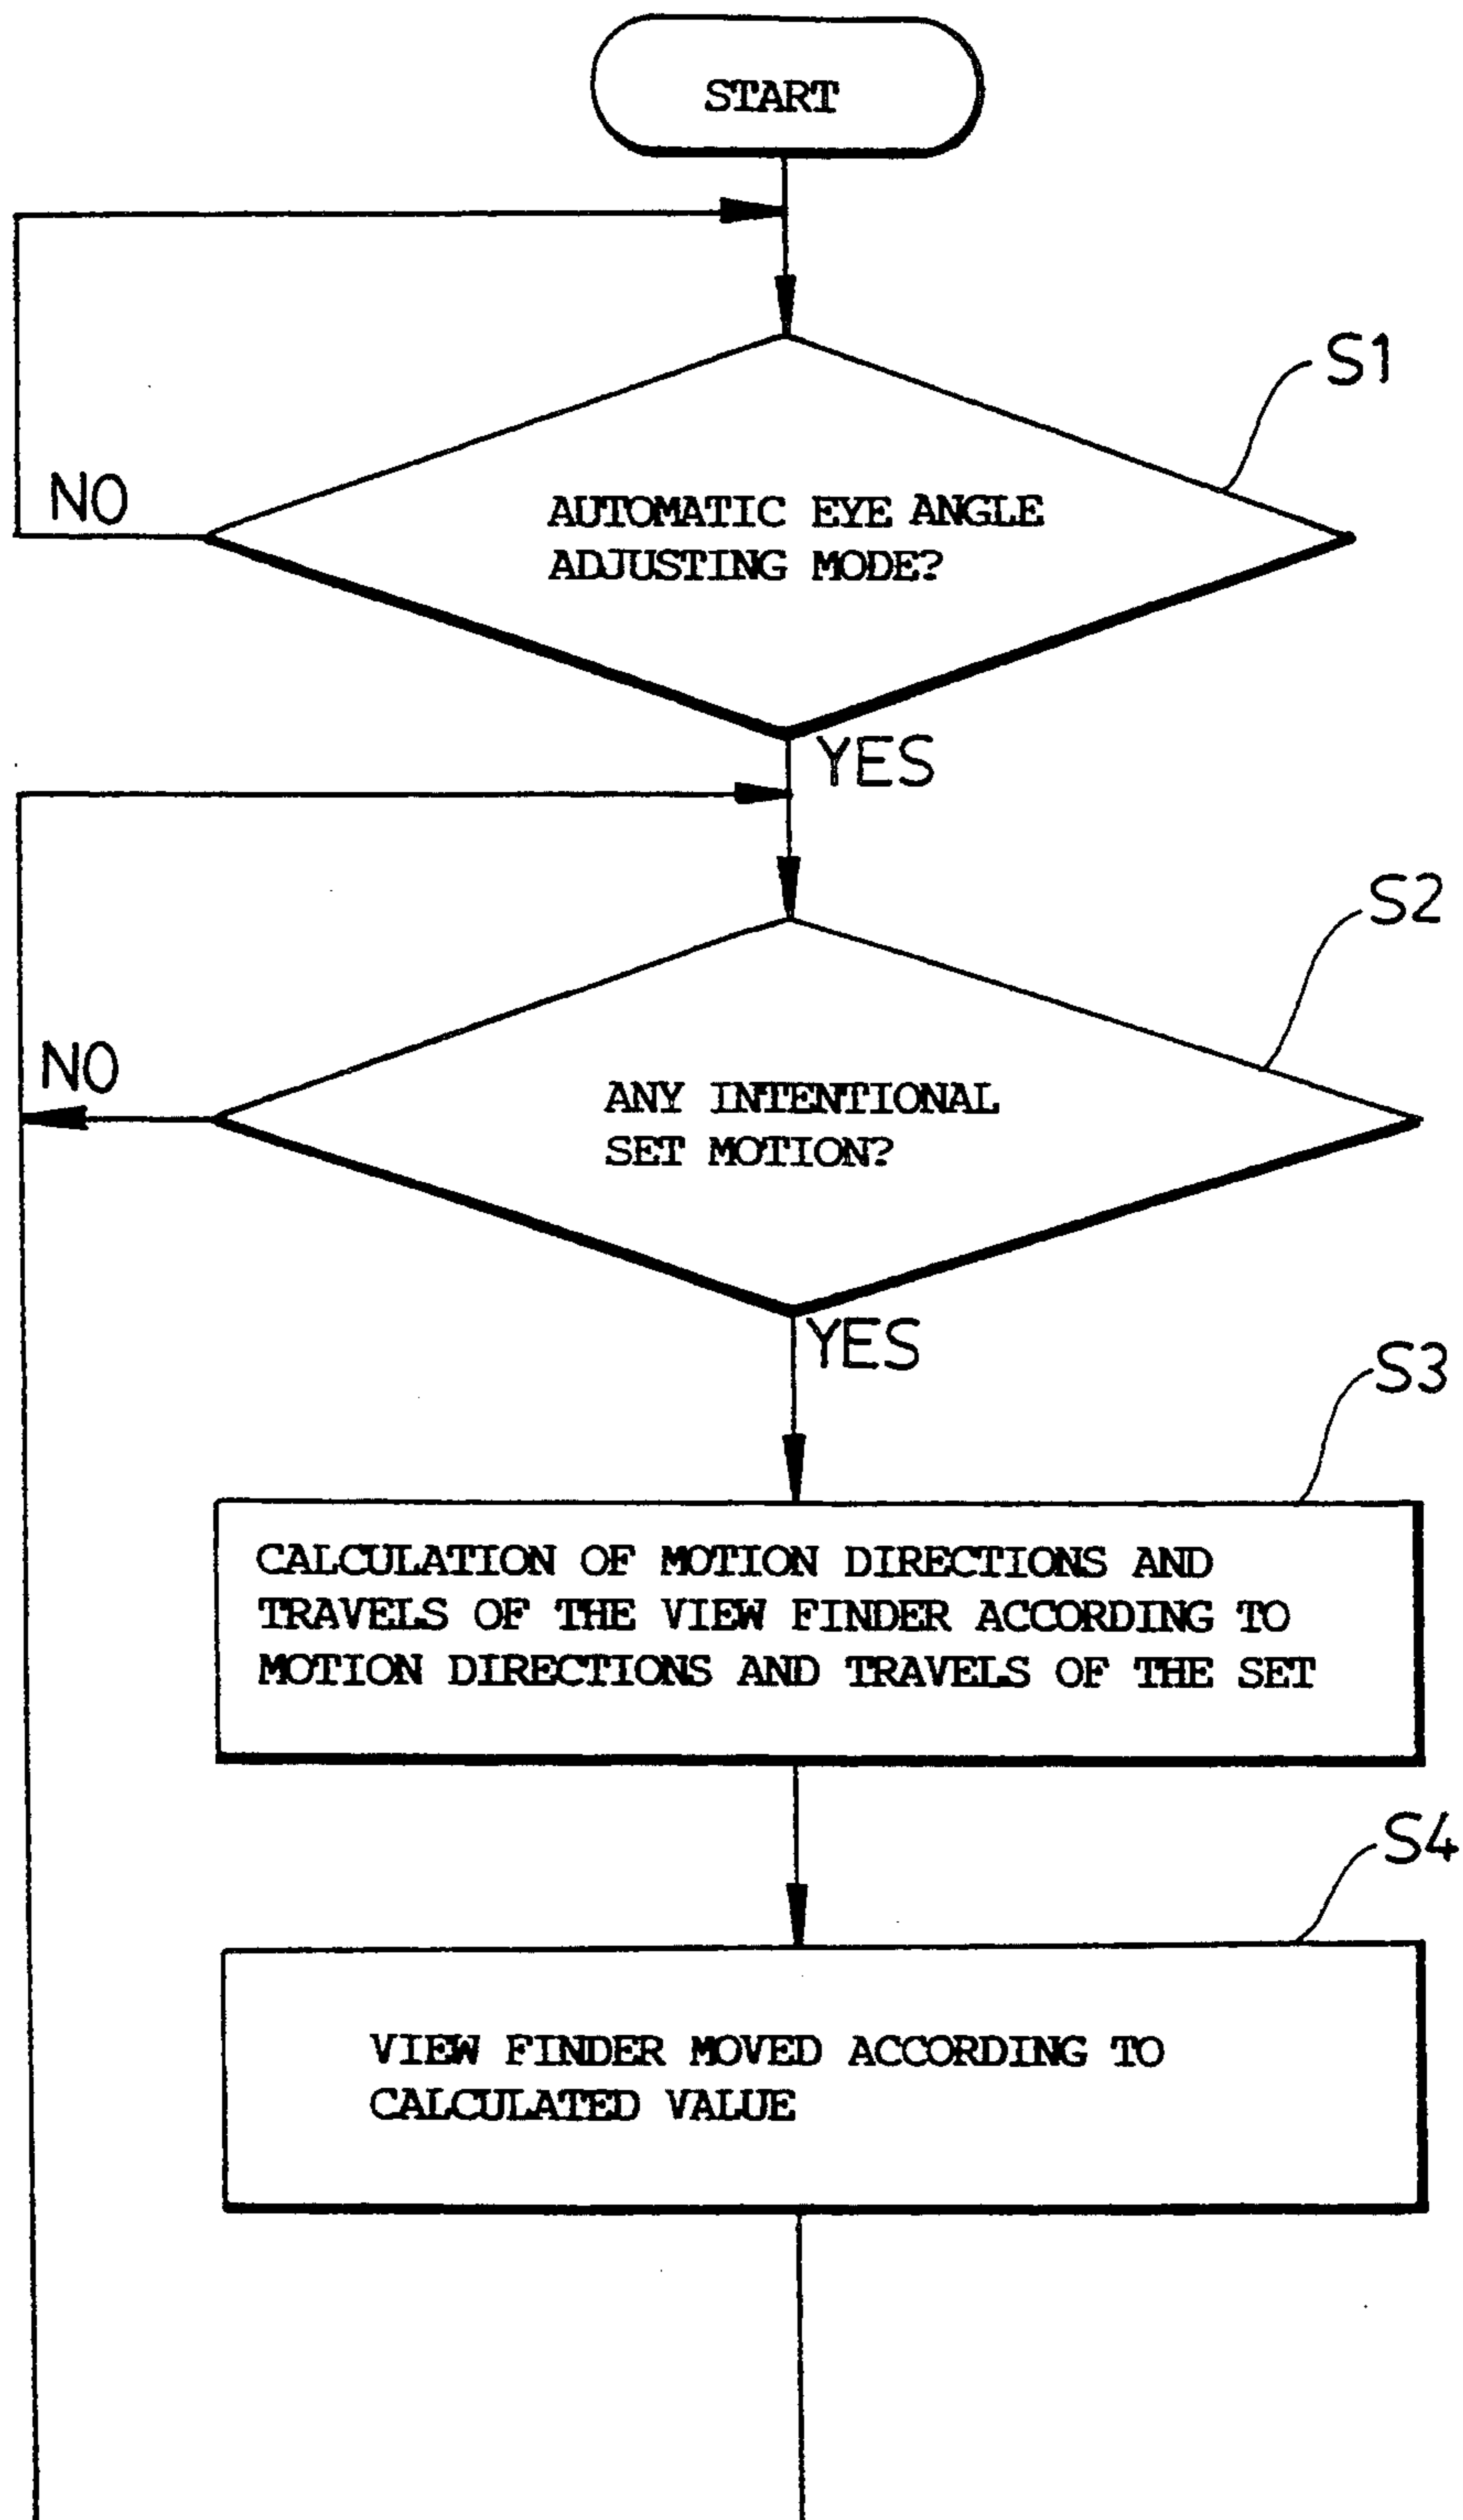 START
S1
NO
AUTOMATIC EYE ANGLE
ADJUSTING MODE?
YES
S2
NO
ANY INTENTIONAL
SET MOTION?
YES
S3
CALCULATION OF MOTION DIRECTIONS AND
TRAVELS OF THE VIEW FINDER ACCORDING TO
MOTION DIRECTIONS AND TRAVELS OF THE SET
S4
VIEW FINDER MOVED ACCORDING TO
CALCULATED VALUE